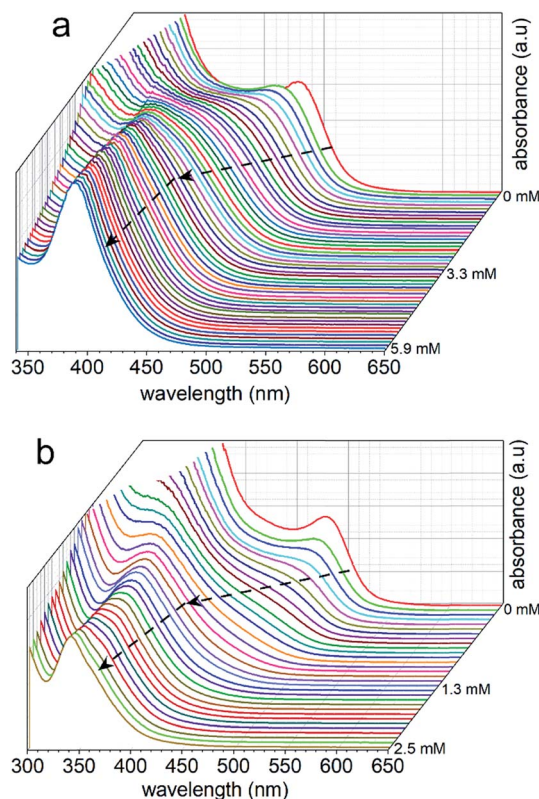 a
absorbance (a.u)
0 mM
3.3 mM
5.9 mM
350 400 450 500 550 600 650
wavelength (nm)
b
absorbance (a.u)
0 mM
1.3 mM
2.5 mM
300 350 400 450 500 550 600 650
wavelength (nm)